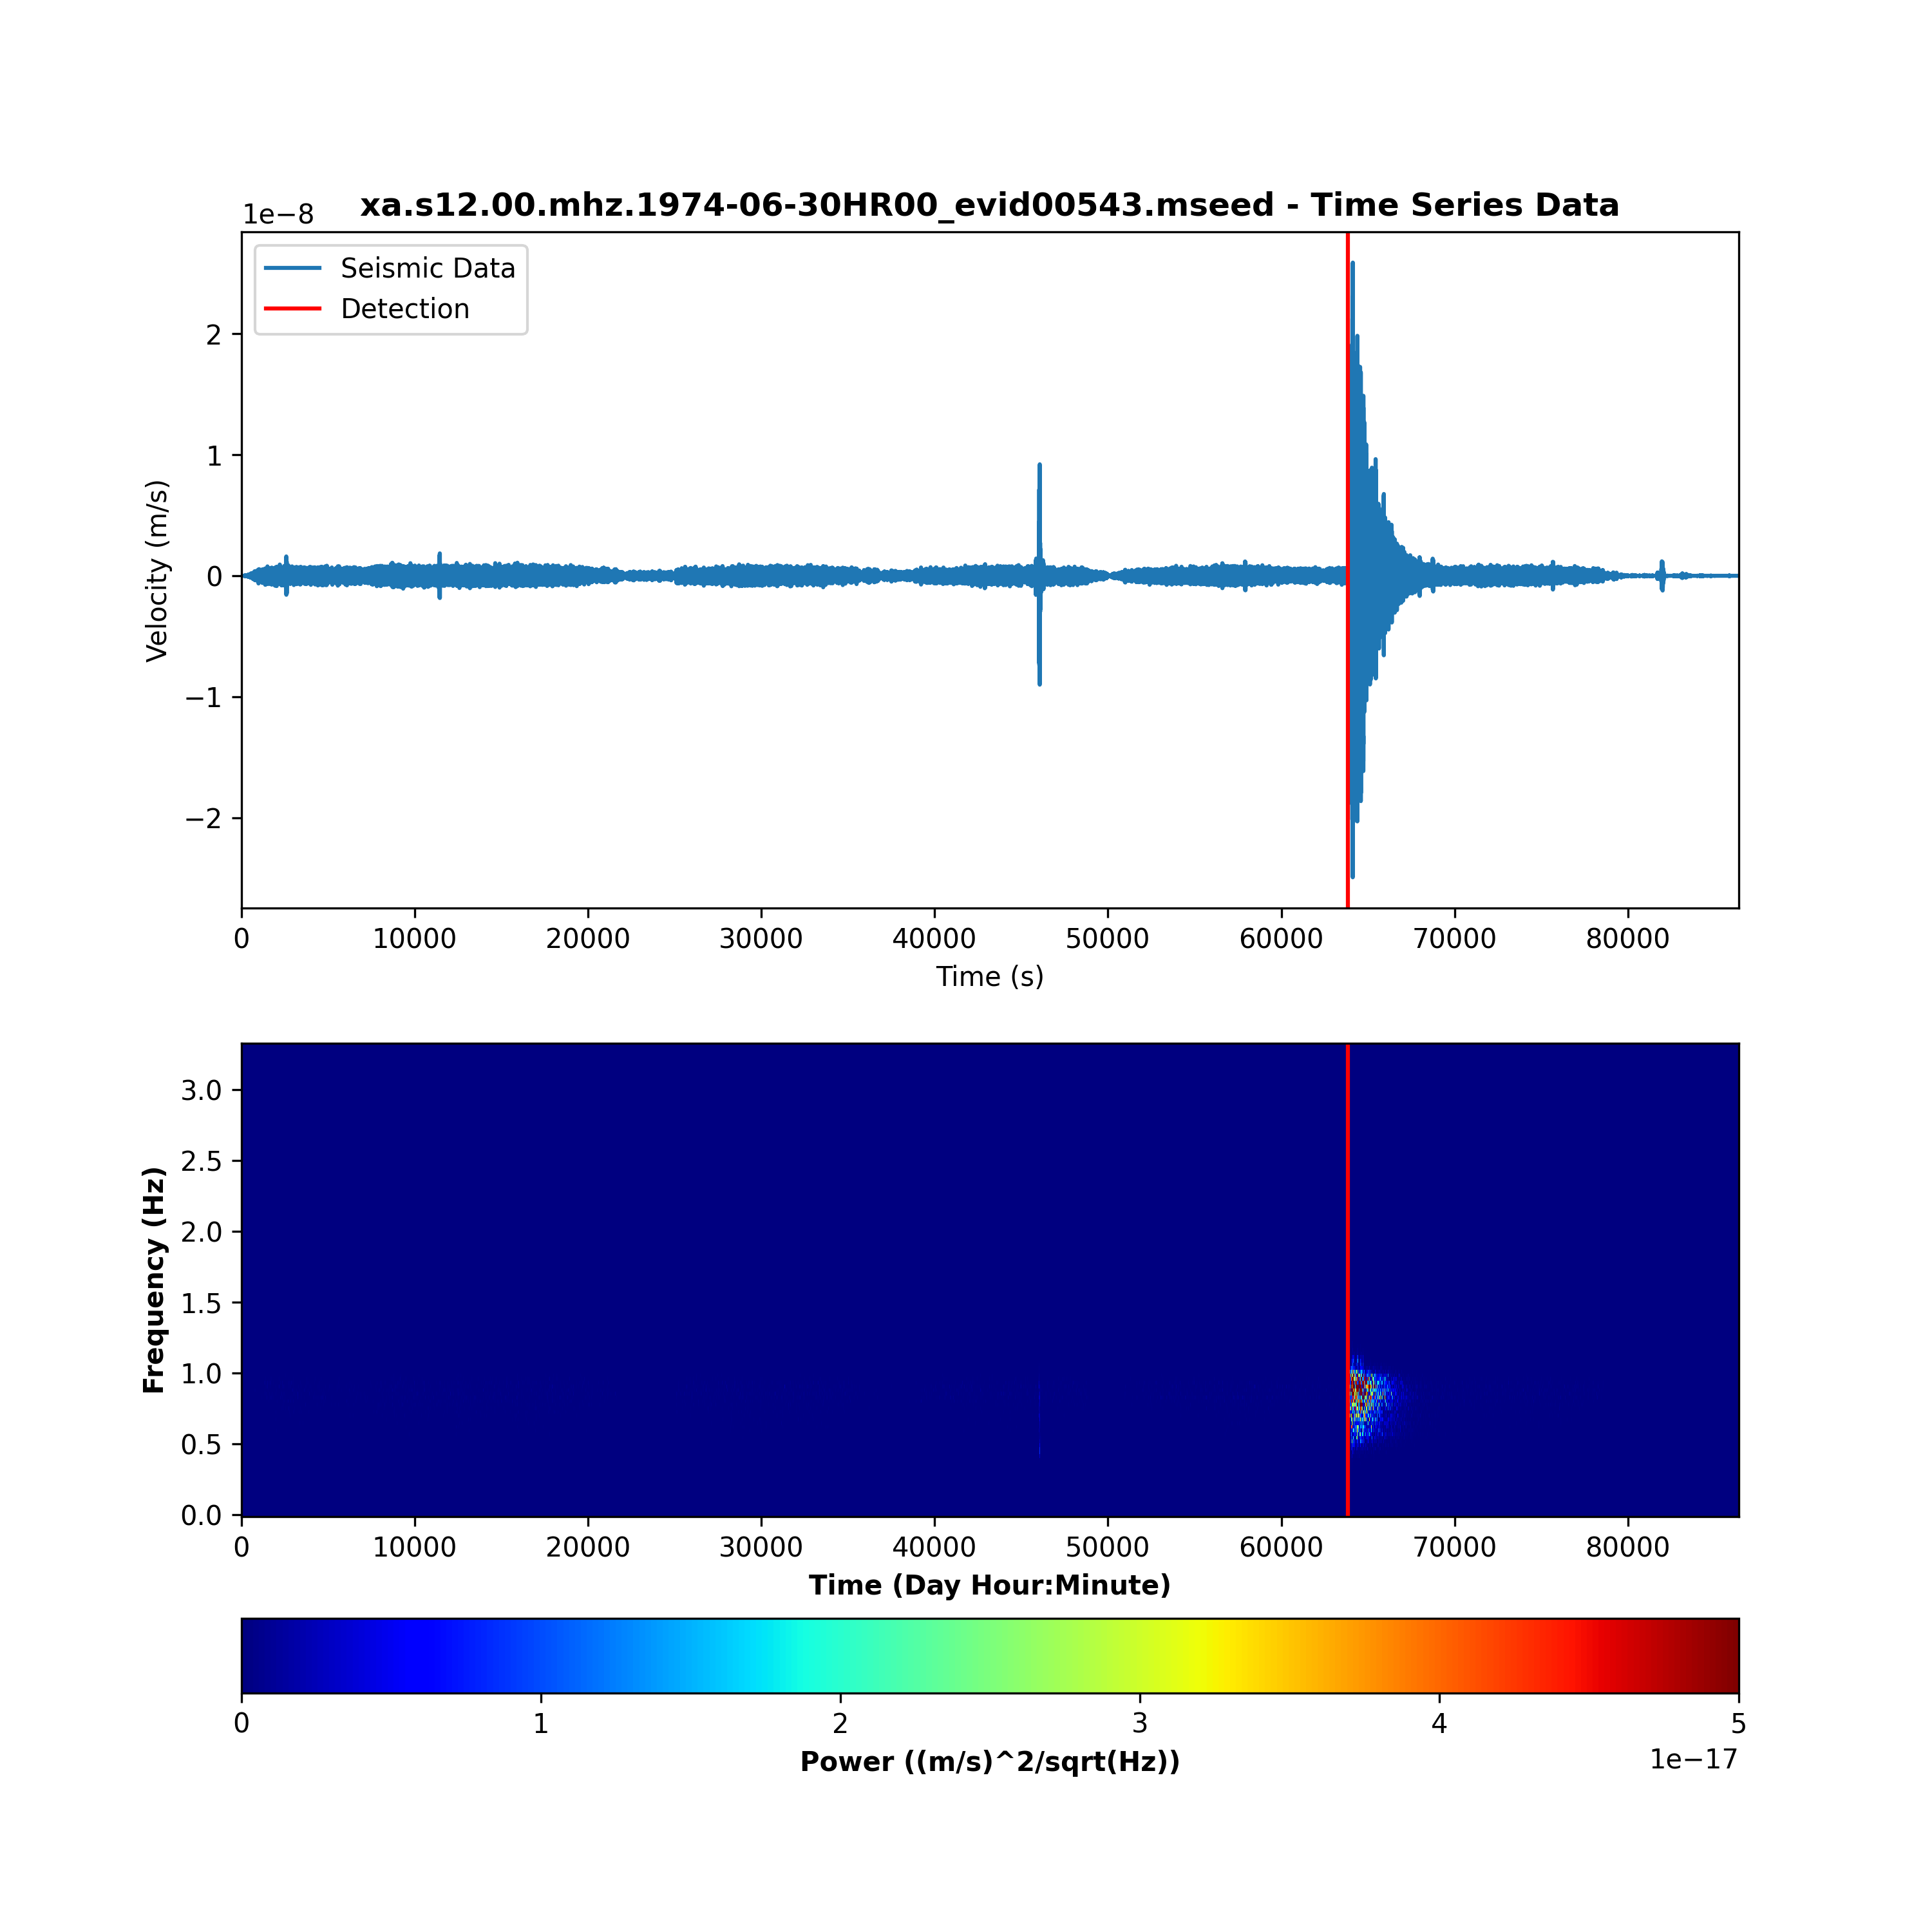 xa.s12.00.mhz.1974-06-30HR00_evid00543.mseed - Time Series Data
1e−8
Seismic Data
Detection
2
1
0
−1
−2
Velocity (m/s)
0 10000 20000 30000 40000 50000 60000 70000 80000
Time (s)
3.0
2.5
2.0
1.5
1.0
0.5
0.0
Frequency (Hz)
0 10000 20000 30000 40000 50000 60000 70000 80000
Time (Day Hour:Minute)
0 1 2 3 4 5
1e−17
Power ((m/s)^2/sqrt(Hz))